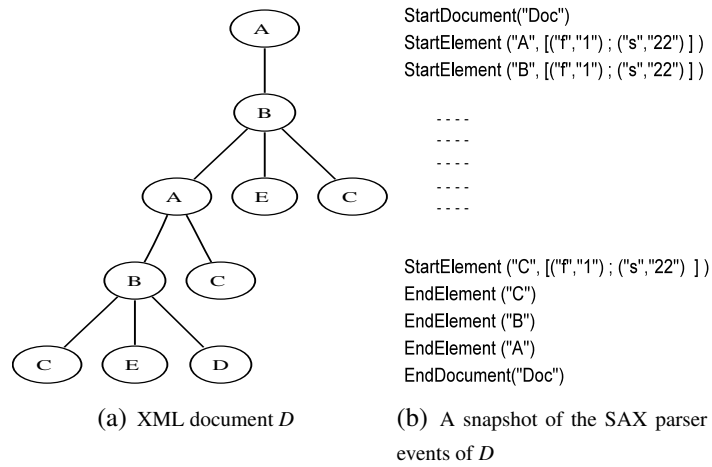 A
B
A
E
C
B
C
C
E
D
(a) XML document D
StartDocument("Doc")
StartElement ("A", [("f","1") ; ("s","22") ] )
StartElement ("B", [("f","1") ; ("s","22") ] )
- - - -
- - - -
- - - -
- - - -
- - - -
StartElement ("C", [("f","1") ; ("s","22") ] )
EndElement ("C")
EndElement ("B")
EndElement ("A")
EndDocument("Doc")
(b) A snapshot of the SAX parser
events of D